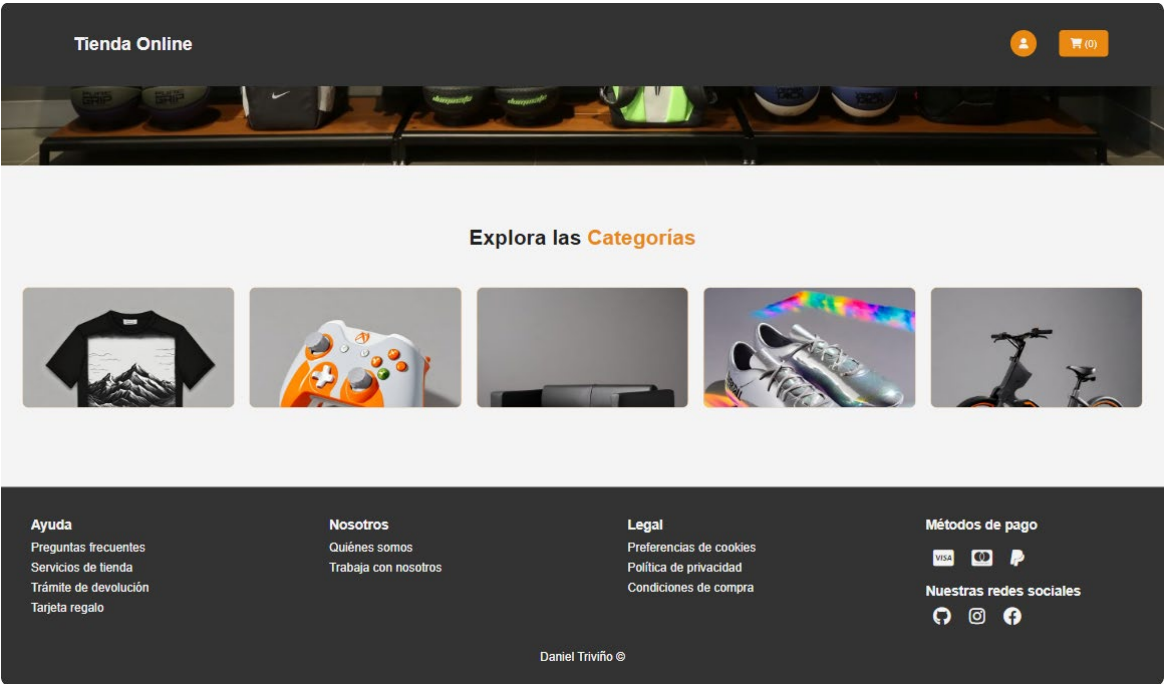 Tienda Online
(0)
Explora las Categorías
Ayuda
Preguntas frecuentes
Servicios de tienda
Trámite de devolución
Tarjeta regalo
Nosotros
Quiénes somos
Trabaja con nosotros
Legal
Preferencias de cookies
Política de privacidad
Condiciones de compra
Métodos de pago
VISA
Nuestras redes sociales
Daniel Triviño ©